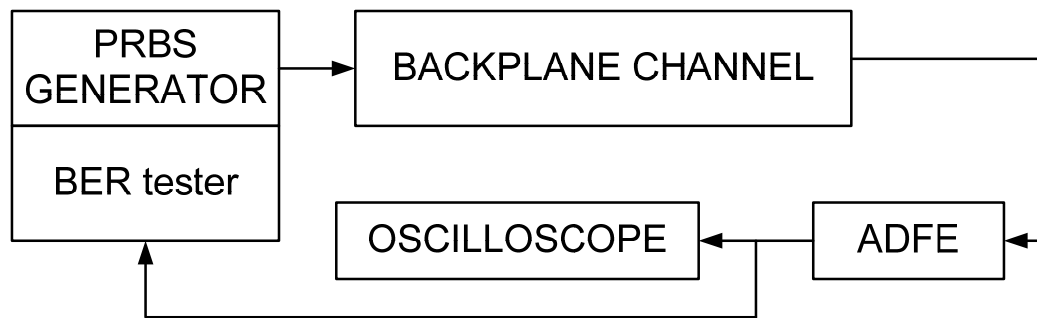 PRBS
GENERATOR
BACKPLANE CHANNEL
BER tester
OSCILLOSCOPE
ADFE